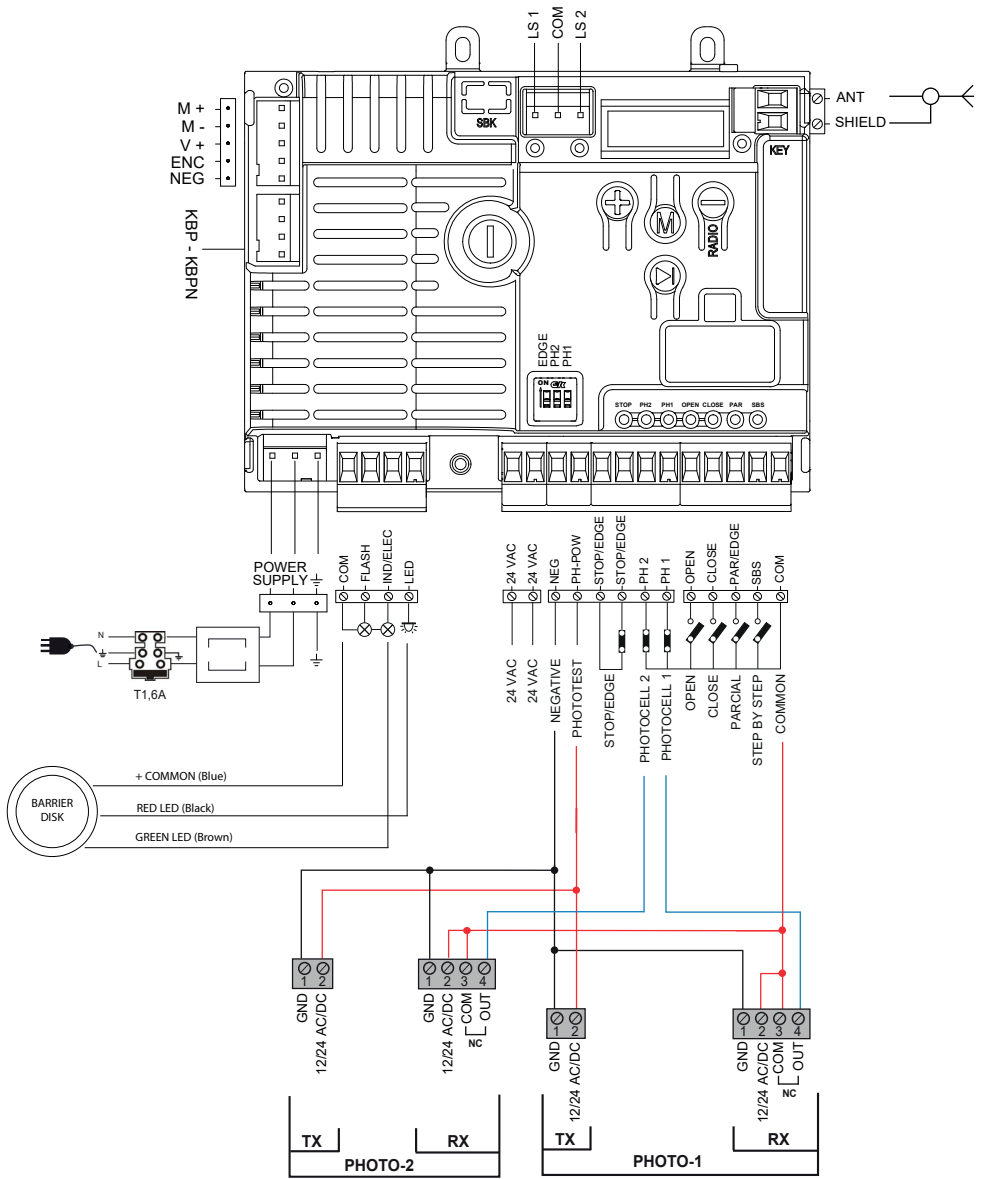 LS 1
COM
LS 2
SBK
ANT
SHIELD
KEY
M +
M -
V +
ENC
NEG
KBP - KBPN
M
RADIO
EDGE
PH2
PH1
ON
STOP PH2 PH1 OPEN CLOSE PAR SBS
POWER
SUPPLY
COM
FLASH
IND/ELEC
LED
24 VAC
24 VAC
NEG
PH-POW
STOP/EDGE
STOP/EDGE
PH 2
PH 1
OPEN
CLOSE
PAR/EDGE
SBS
COM
N
L
T1,6A
24 VAC
24 VAC
NEGATIVE
PHOTOTEST
STOP/EDGE
PHOTOCELL 2
PHOTOCELL 1
OPEN
CLOSE
PARCIAL
STEP BY STEP
COMMON
BARRIER
DISK
+ COMMON (Blue)
RED LED (Black)
GREEN LED (Brown)
1 2
GND
12/24 AC/DC
1 2 3 4
GND
12/24 AC/DC
COM
OUT
NC
1 2
GND
12/24 AC/DC
1 2 3 4
GND
12/24 AC/DC
COM
OUT
NC
TX
RX
PHOTO-2
TX
RX
PHOTO-1